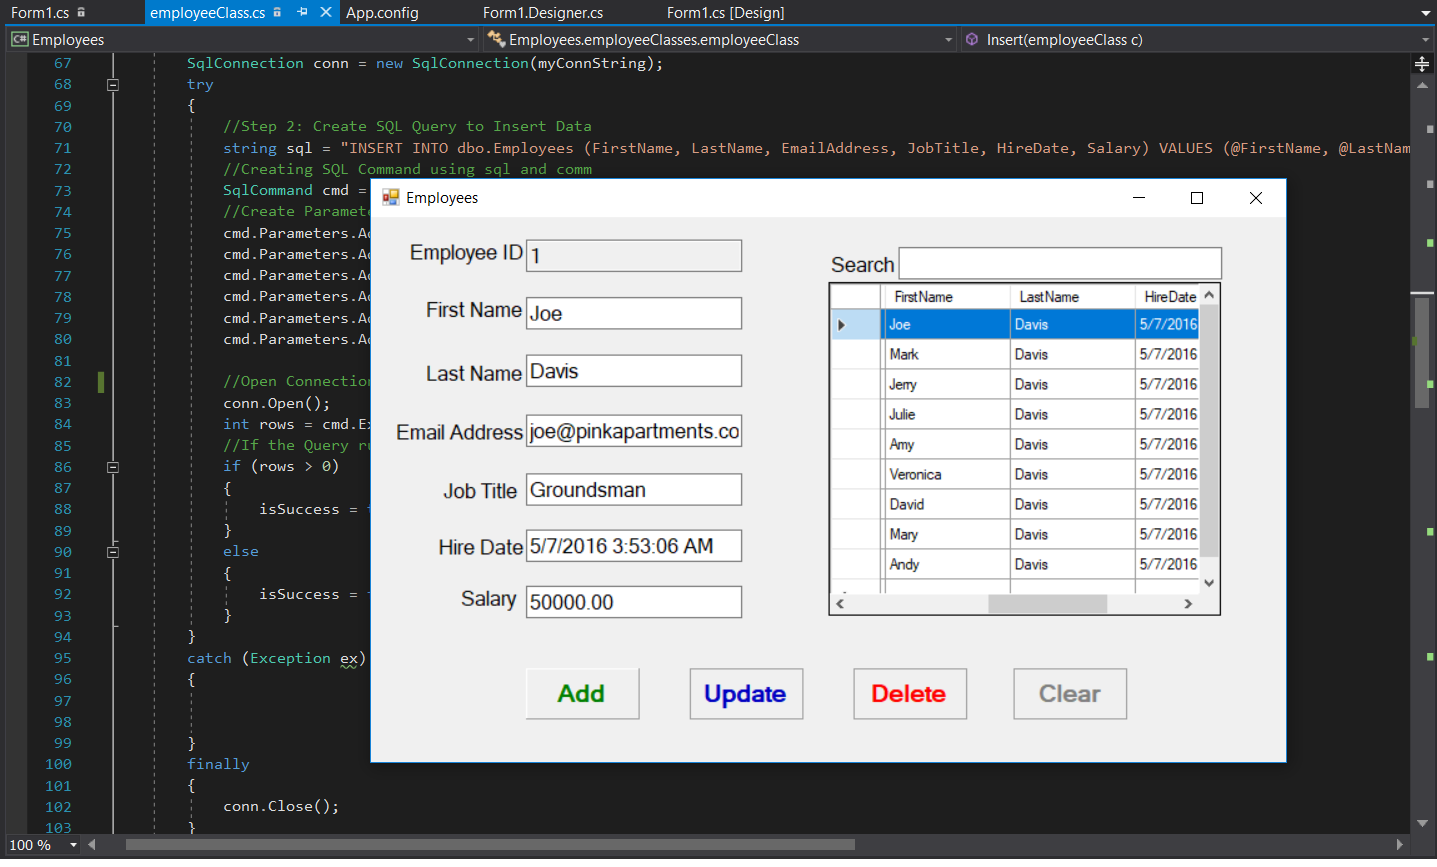 Form1.cs
employeeClass.cs
App.config
Form1.Designer.cs
Form1.cs [Design]
C# Employees
Employees.employeeClasses.employeeClass
Insert(employeeClass c)
67 SqlConnection conn = new SqlConnection(myConnString);
68 try
69 {
70 //Step 2: Create SQL Query to Insert Data
71 string sql = "INSERT INTO dbo.Employees (FirstName, LastName, EmailAddress, JobTitle, HireDate, Salary) VALUES (@FirstName, @LastNam
72 //Creating SQL Command using sql and comm
73 SqlCommand cmd =
74 //Create Paramete
75 cmd.Parameters.Ad
76 cmd.Parameters.Ad
77 cmd.Parameters.Ad
78 cmd.Parameters.Ad
79 cmd.Parameters.Ad
80 cmd.Parameters.Ad
81
82 //Open Connection
83 conn.Open();
84 int rows = cmd.Ex
85 //If the Query ru
86 if (rows > 0)
87 {
88 isSuccess =
89 }
90 else
91 {
92 isSuccess =
93 }
94 }
95 catch (Exception ex)
96 {
97
98
99 }
100 finally
101 {
102 conn.Close();
103 }
100 %
Employees
Employee ID 1
First Name Joe
Last Name Davis
Email Address joe@pinkapartments.co
Job Title Groundsman
Hire Date 5/7/2016 3:53:06 AM
Salary 50000.00
Search
FirstName LastName HireDate
Joe Davis 5/7/2016
Mark Davis 5/7/2016
Jerry Davis 5/7/2016
Julie Davis 5/7/2016
Amy Davis 5/7/2016
Veronica Davis 5/7/2016
David Davis 5/7/2016
Mary Davis 5/7/2016
Andy Davis 5/7/2016
Add Update Delete Clear